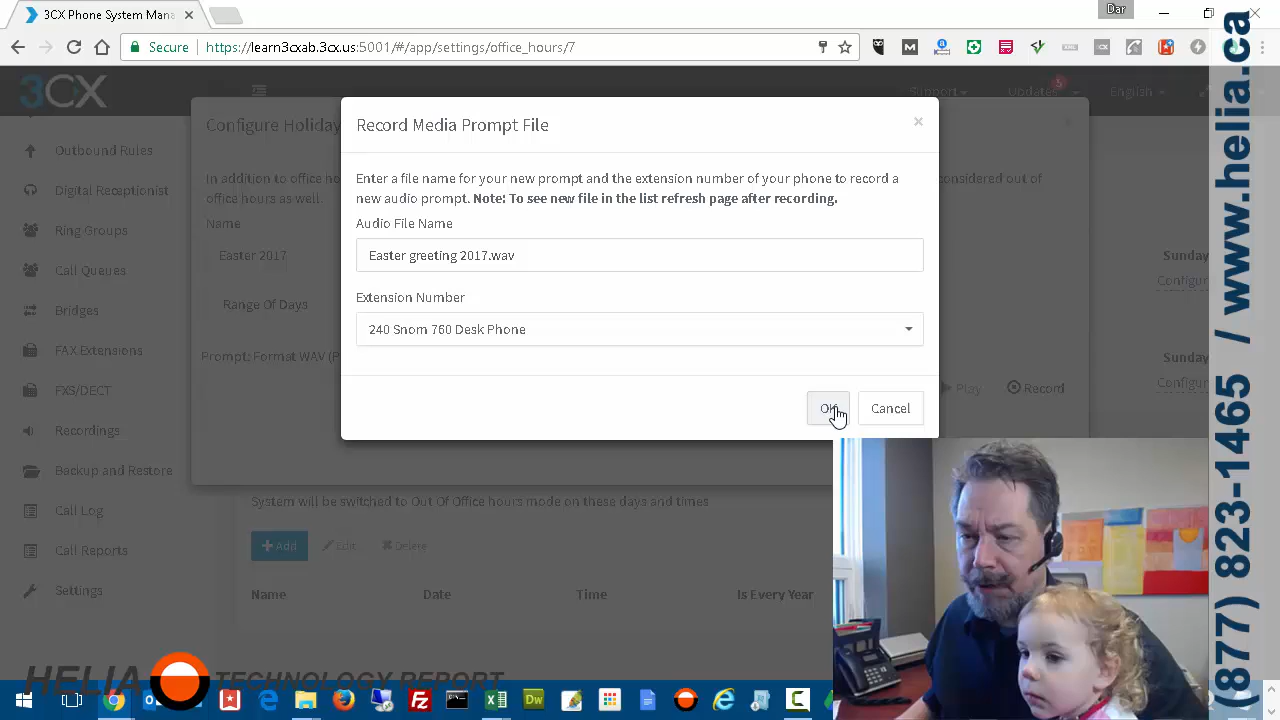 3CX Phone System Mana
Dar
Secure
https://learn.3cxab.3cx.us:5001/#/app/settings/office_hours/7
3CX
Support
Updates
5
English
Outbound Rules
Digital Receptionist
Ring Groups
Call Queues
Bridges
FAX Extensions
FXS/DECT
Recordings
Backup and Restore
Call Log
Call Reports
Settings
Configure Holiday
In addition to office ho
considered out of
office hours as well.
Name
Easter 2017
Range Of Days
Prompt: Format WAV (P
Play
Record
Sunday
Configur
Sunday
Configur
Record Media Prompt File
×
Enter a file name for your new prompt and the extension number of your phone to record a
new audio prompt. Note: To see new file in the list refresh page after recording.
Audio File Name
Easter greeting 2017.wav
Extension Number
240 Snom 760 Desk Phone
OK
Cancel
System will be switched to Out Of Office hours mode on these days and times
+ Add
Edit
Delete
Name
Date
Time
Is Every Year
HELIA TECHNOLOGY REPORT
(877) 823-1465 / www.helia.ca